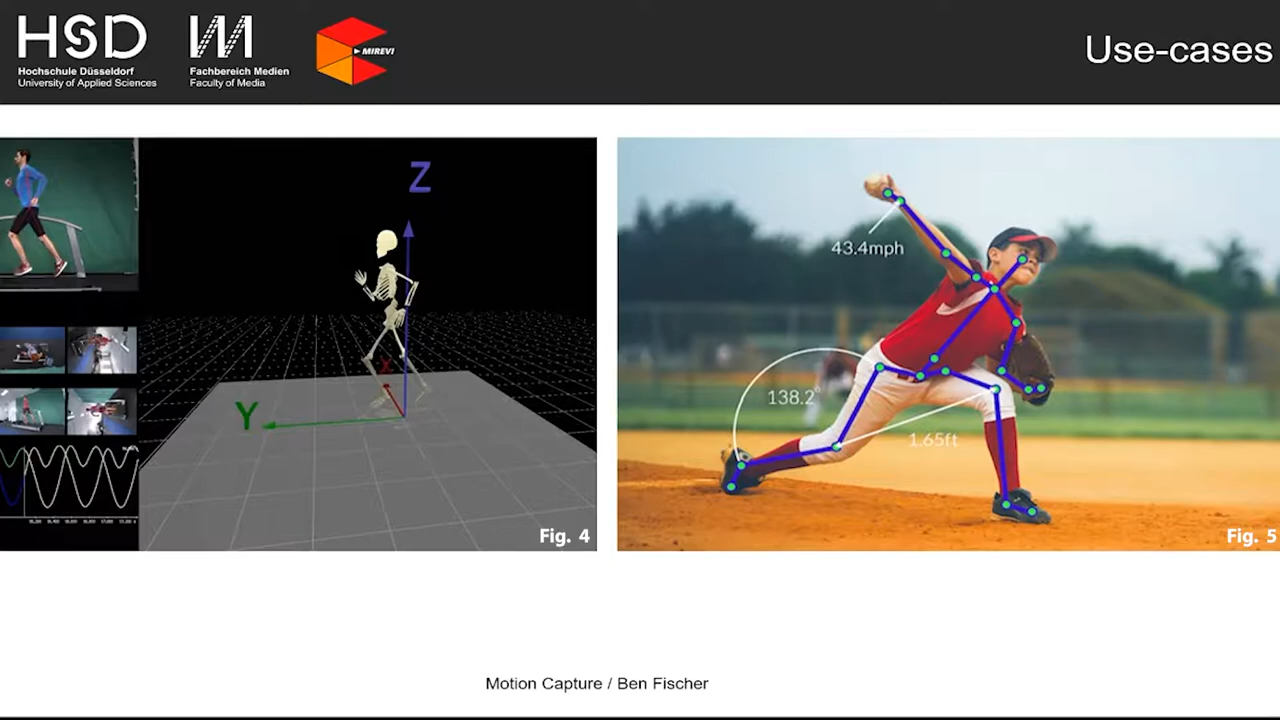 HSD
Hochschule Düsseldorf
University of Applied Sciences
Fachbereich Medien
Faculty of Media
MIREVI
Use-cases
Z
X
Y
Fig. 4
43.4mph
138.2°
1.65ft
Fig. 5
Motion Capture / Ben Fischer